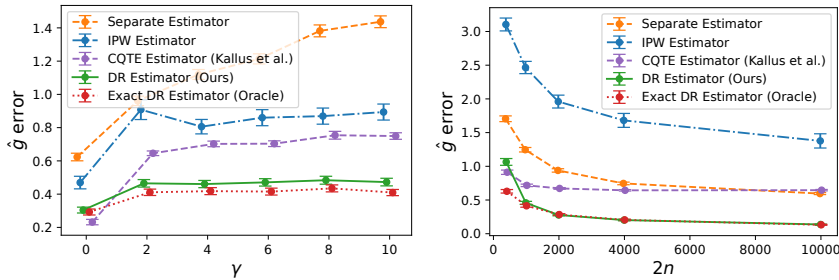 1.4
1.2
1.0
0.8
0.6
0.4
0.2
ĝ error
Separate Estimator
IPW Estimator
CQTE Estimator (Kallus et al.)
DR Estimator (Ours)
Exact DR Estimator (Oracle)
0 2 4 6 8 10
γ
3.0
2.5
2.0
1.5
1.0
0.5
0.0
ĝ error
Separate Estimator
IPW Estimator
CQTE Estimator (Kallus et al.)
DR Estimator (Ours)
Exact DR Estimator (Oracle)
0 2000 4000 6000 8000 10000
2n